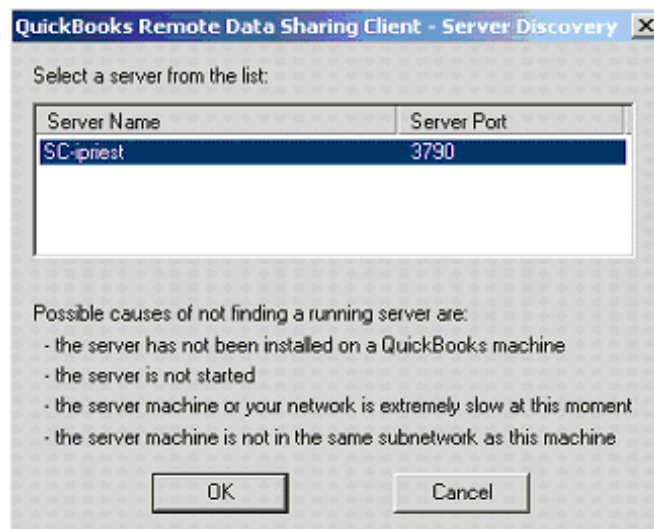 QuickBooks Remote Data Sharing Client - Server Discovery
Select a server from the list:
Server Name Server Port
SC-ipriest 3790
Possible causes of not finding a running server are:
- the server has not been installed on a QuickBooks machine
- the server is not started
- the server machine or your network is extremely slow at this moment
- the server machine is not in the same subnetwork as this machine
OK Cancel